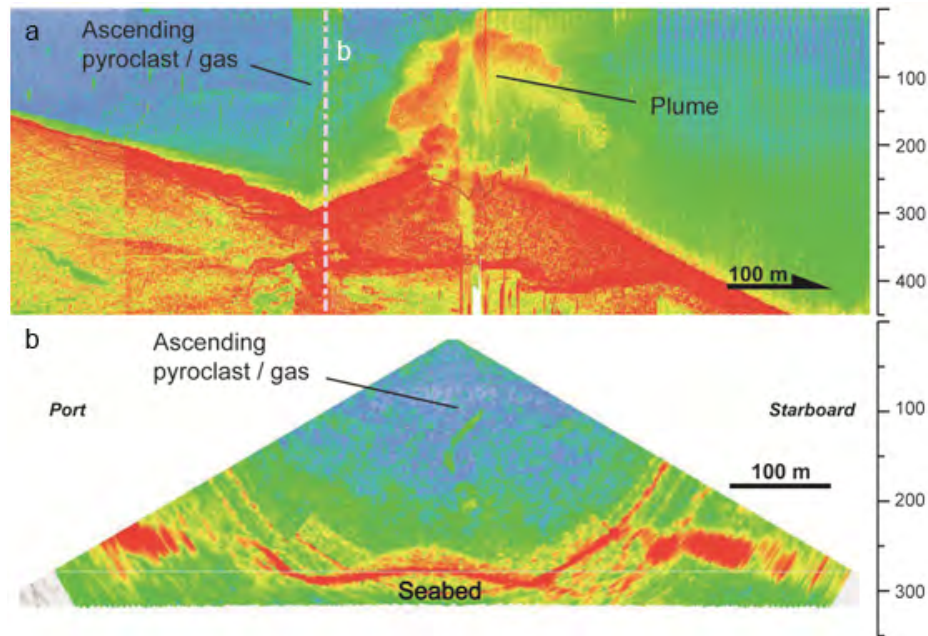 a
Ascending
pyroclast / gas
b
Plume
100
200
300
400
100 m
b
Ascending
pyroclast / gas
Port
Starboard
100
200
300
100 m
Seabed